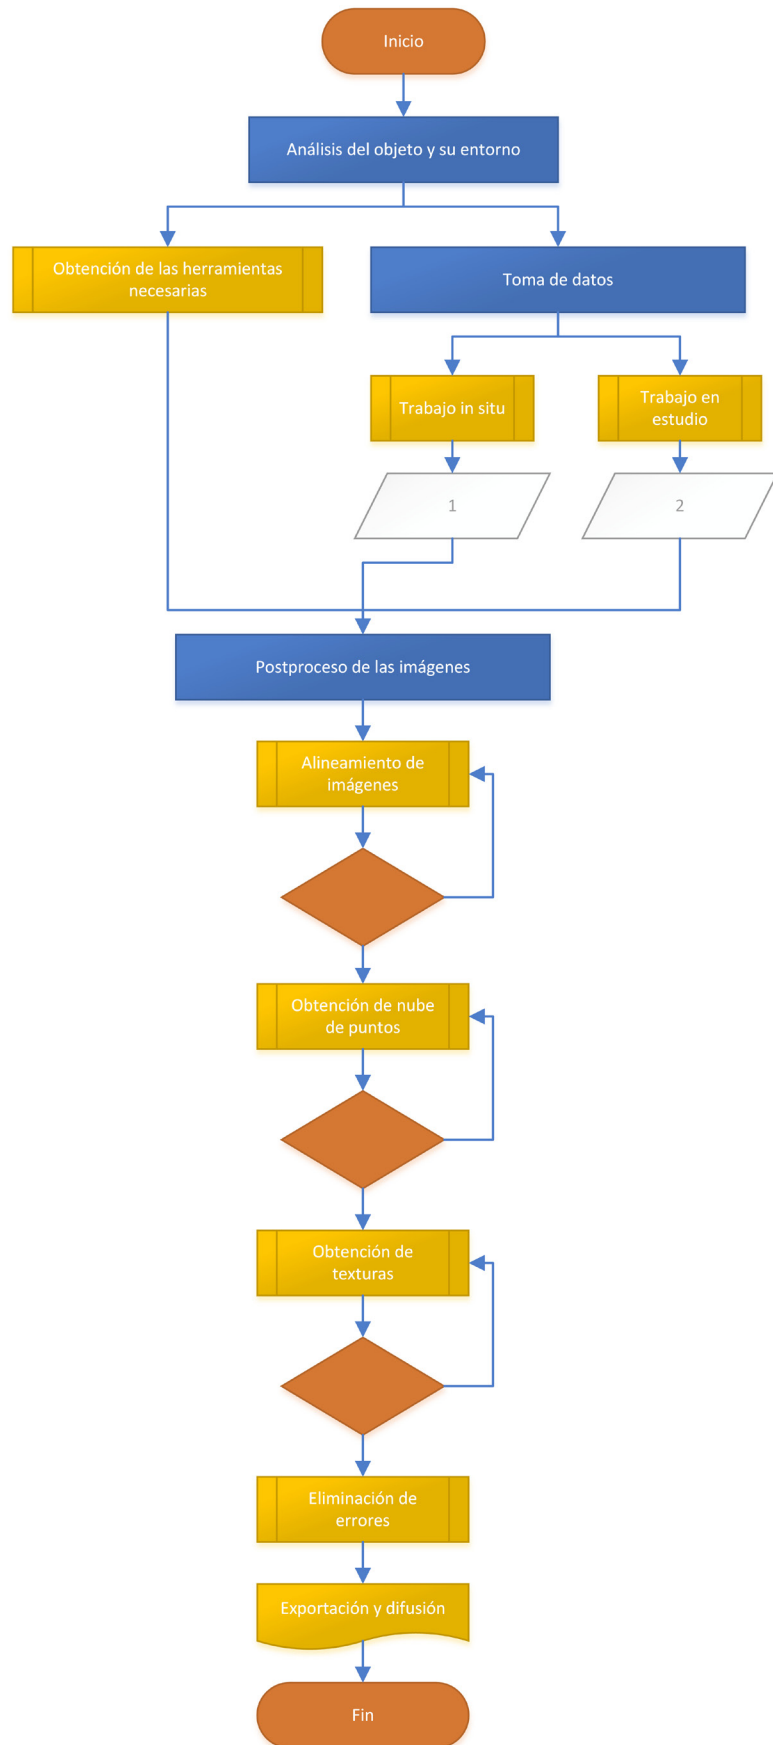 Inicio
Análisis del objeto y su entorno
Obtención de las herramientas
necesarias
Toma de datos
Trabajo in situ
Trabajo en
estudio
1
2
Postproceso de las imágenes
Alineamiento de
imágenes
Obtención de nube
de puntos
Obtención de
texturas
Eliminación de
errores
Exportación y difusión
Fin